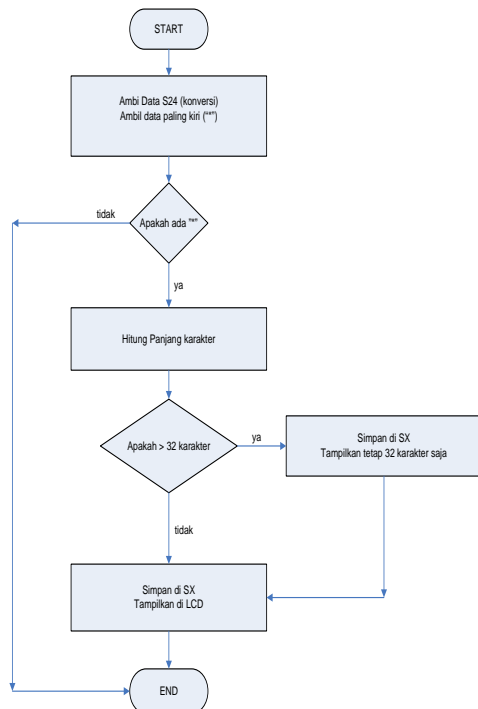 START
Ambi Data S24 (konversi)
Ambil data paling kiri ("*")
Apakah ada "*"
tidak
ya
Hitung Panjang karakter
Apakah > 32 karakter
ya
Simpan di SX
Tampilkan tetap 32 karakter saja
tidak
Simpan di SX
Tampilkan di LCD
END